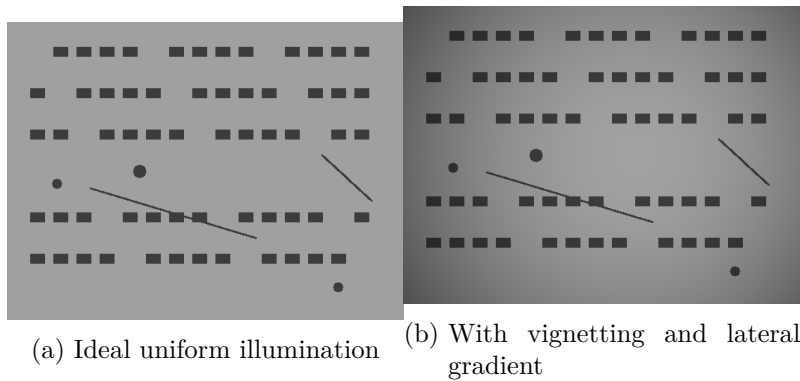 (a) Ideal uniform illumination
(b) With vignetting and lateral
gradient